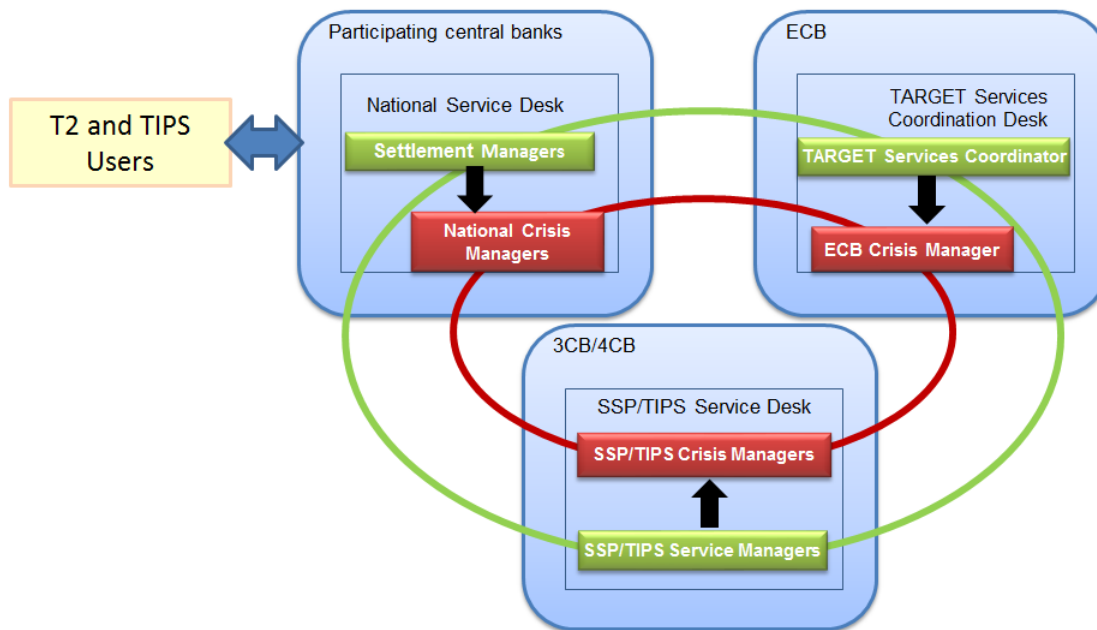 Participating central banks
ECB
National Service Desk
TARGET Services
Coordination Desk
T2 and TIPS
Users
Settlement Managers
TARGET Services Coordinator
National Crisis
Managers
ECB Crisis Manager
3CB/4CB
SSP/TIPS Service Desk
SSP/TIPS Crisis Managers
SSP/TIPS Service Managers